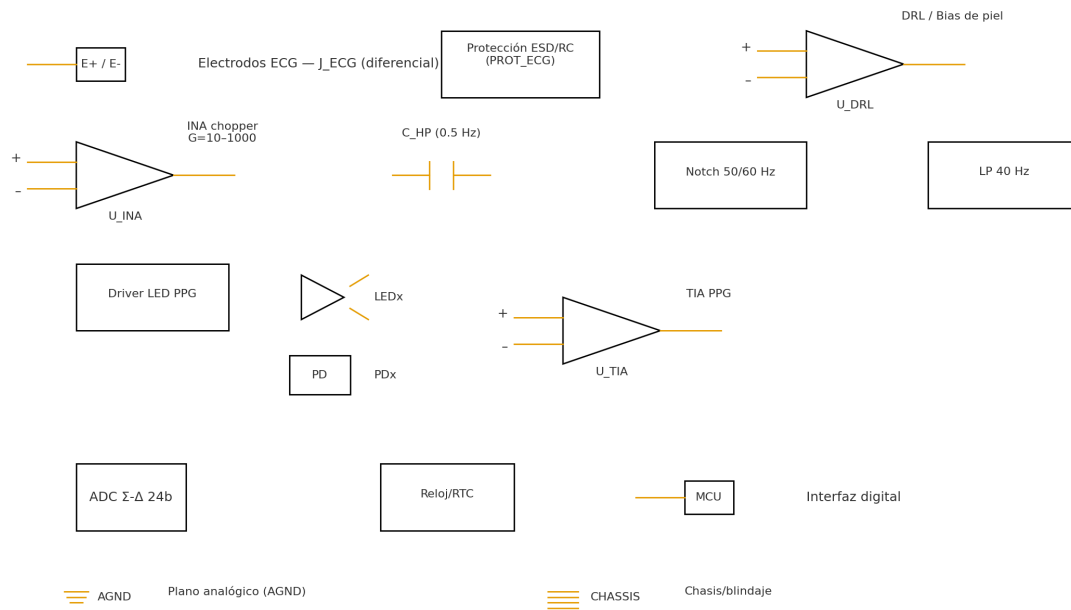 DRL / Bias de piel
E+ / E-
Electrodos ECG — J_ECG (diferencial)
Protección ESD/RC
(PROT_ECG)
+
–
U_DRL
INA chopper
G=10–1000
+
–
U_INA
C_HP (0.5 Hz)
Notch 50/60 Hz
LP 40 Hz
Driver LED PPG
LEDx
TIA PPG
+
–
U_TIA
PD
PDx
ADC Σ-Δ 24b
Reloj/RTC
MCU
Interfaz digital
AGND
Plano analógico (AGND)
CHASSIS
Chasis/blindaje